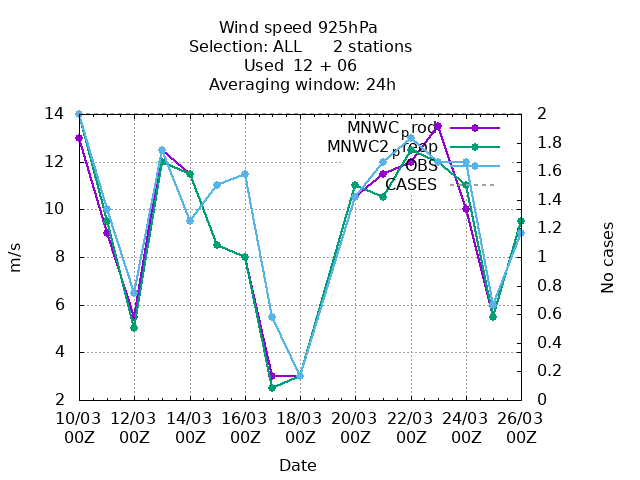 Wind speed 925hPa
Selection: ALL 2 stations
Used 12 + 06
Averaging window: 24h
14 12 10 8 6 4 2
m/s
2 1.8 1.6 1.4 1.2 1 0.8 0.6 0.4 0.2 0
No cases
MNWC_prod
MNWC2_preop
OBS
CASES
10/03 12/03 14/03 16/03 18/03 20/03 22/03 24/03 26/03
00Z 00Z 00Z 00Z 00Z 00Z 00Z 00Z 00Z
Date